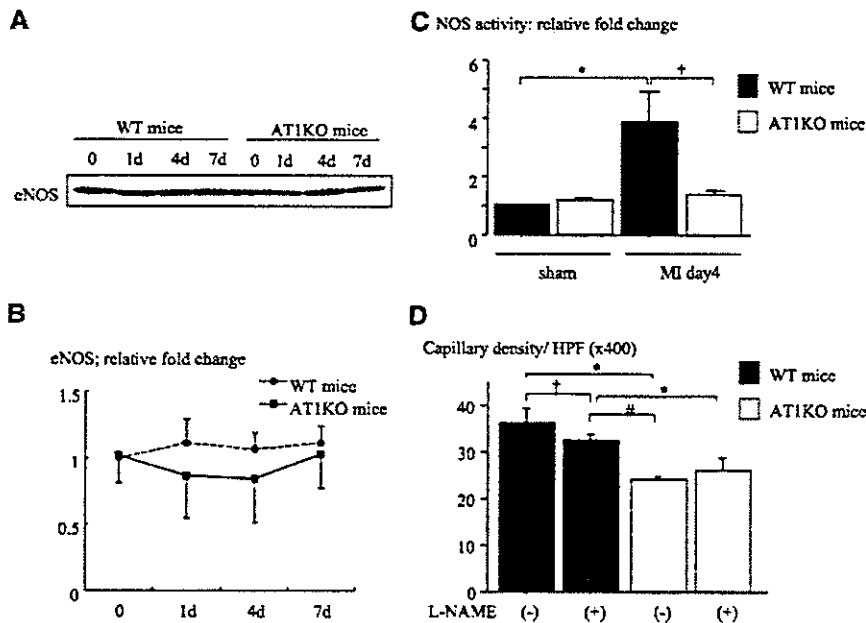 A
WT mice
AT1KO mice
0 1d 4d 7d 0 1d 4d 7d
eNOS
B
eNOS; relative fold change
WT mice
AT1KO mice
1.5
1
0.5
0
0 1d 4d 7d
C NOS activity: relative fold change
6
4
2
0
* †
WT mice
AT1KO mice
sham MI day4
D
Capillary density/ HPF (x400)
WT mice
AT1KO mice
40
30
20
10
0
*
† *
#
L-NAME (-) (+) (-) (+)